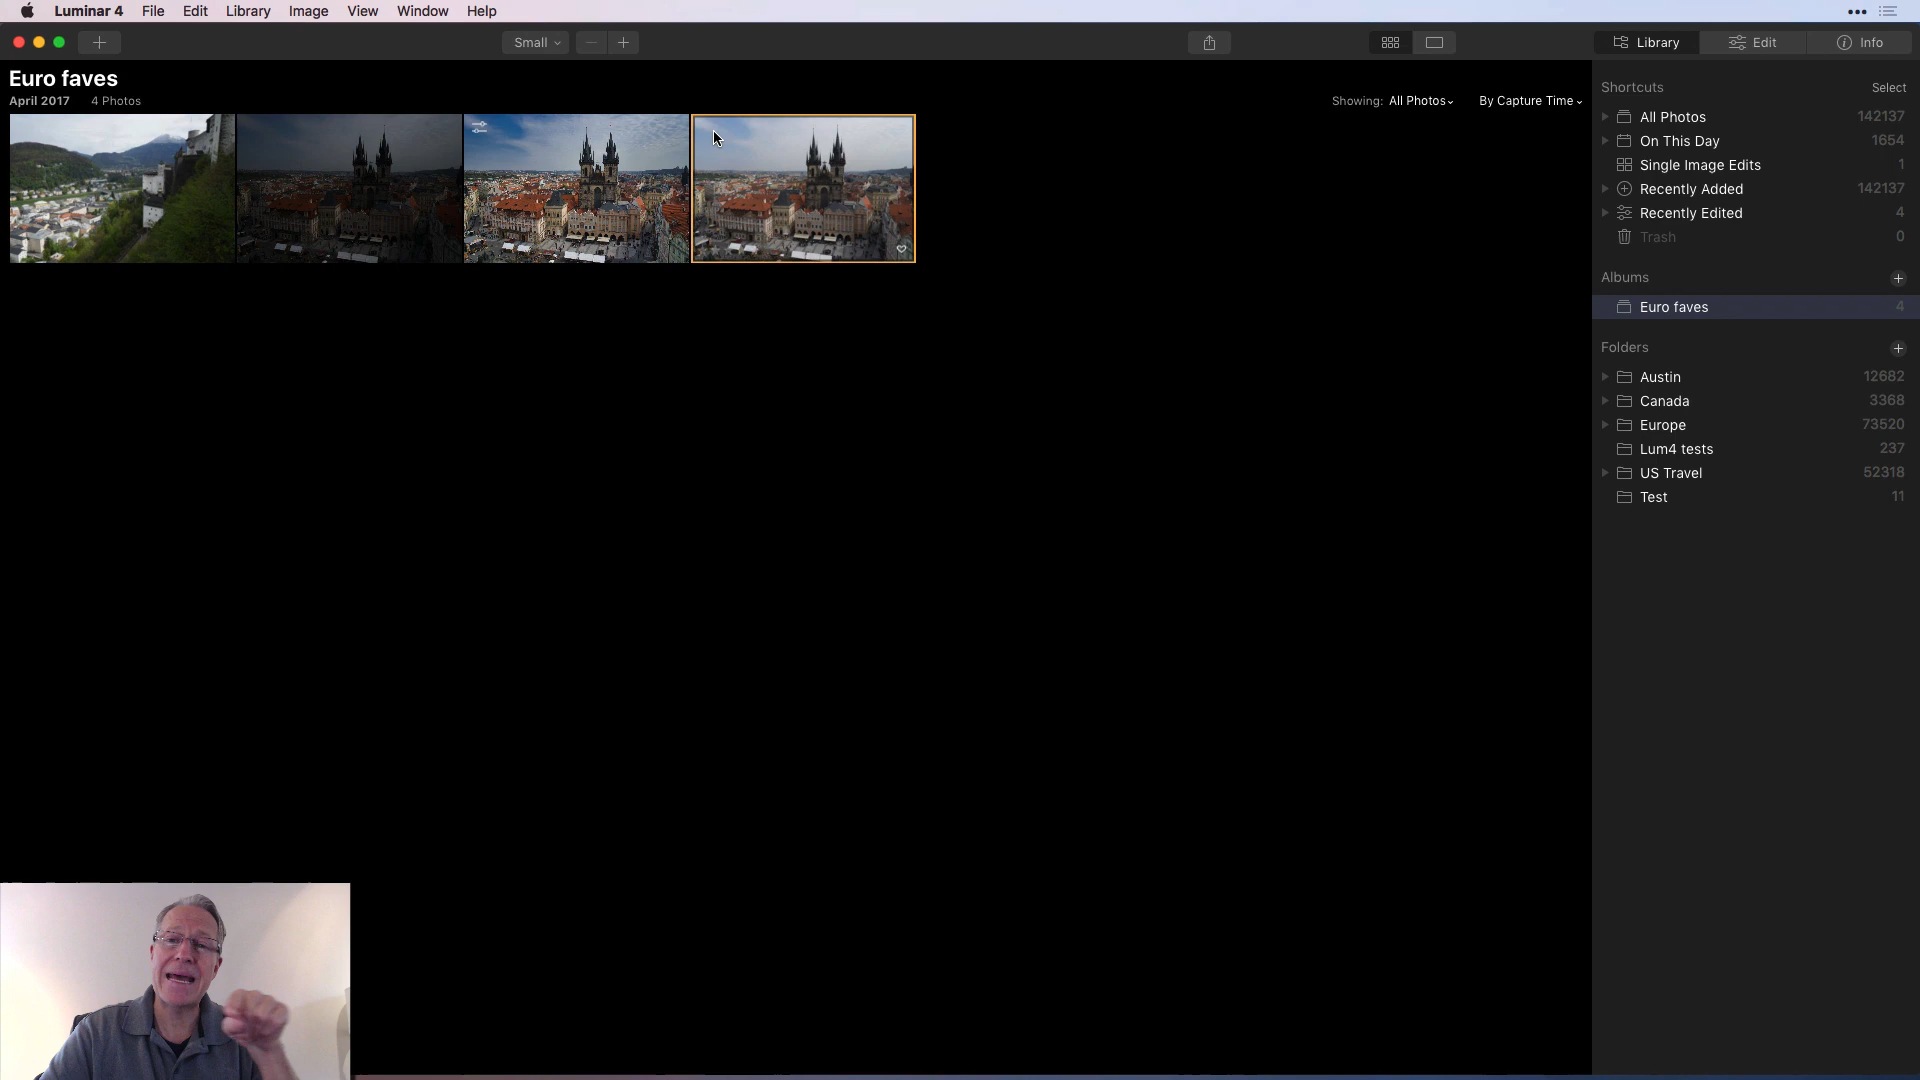 Luminar 4 File Edit Library Image View Window Help
Small
Library Edit Info
Euro faves
April 2017 4 Photos
Showing: All Photos By Capture Time
Shortcuts Select
All Photos 142137
On This Day 1654
Single Image Edits 1
Recently Added 142137
Recently Edited 4
Trash 0
Albums
Euro faves 4
Folders
Austin 12682
Canada 3368
Europe 73520
Lum4 tests 237
US Travel 52318
Test 11